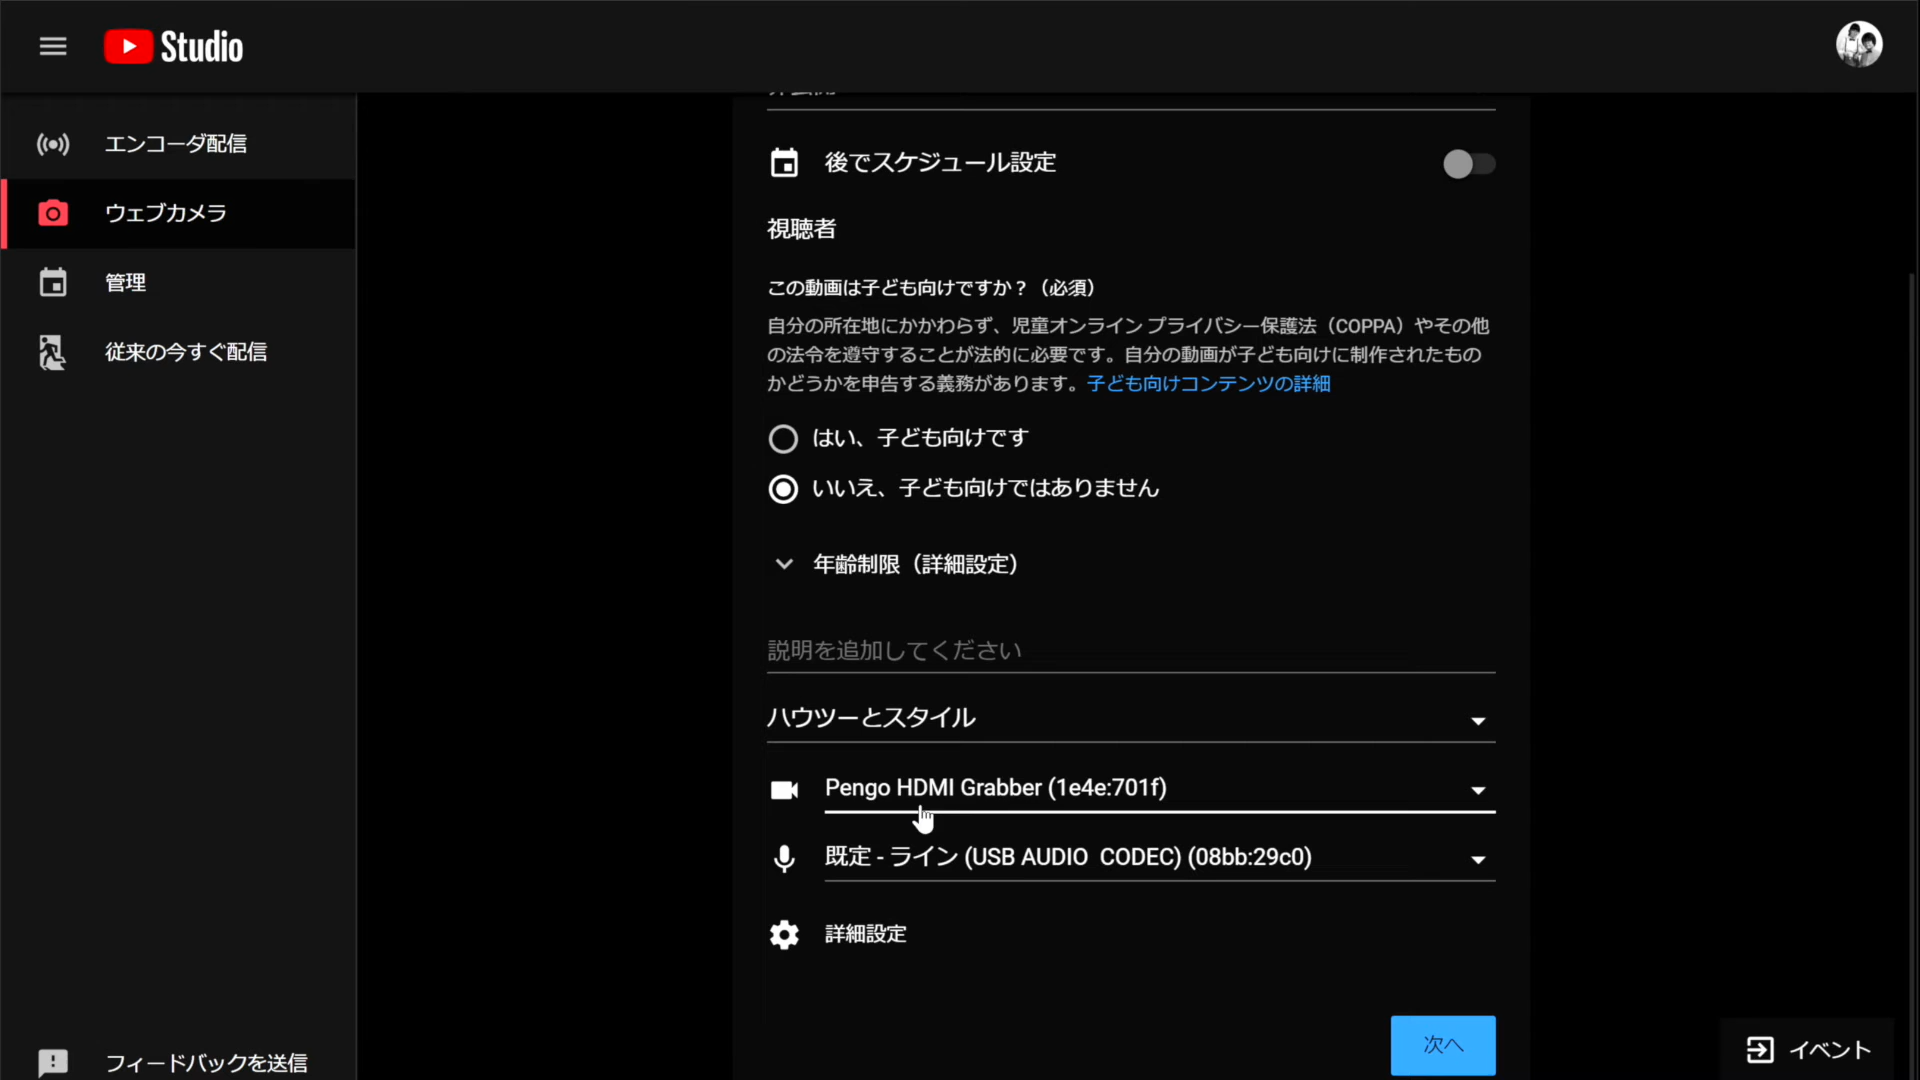 Studio
エンコーダ配信
ウェブカメラ
管理
従来の今すぐ配信
フィードバックを送信
後でスケジュール設定
視聴者
この動画は子ども向けですか？（必須）
自分の所在地にかかわらず、児童オンライン プライバシー保護法（COPPA）やその他
の法令を遵守することが法的に必要です。自分の動画が子ども向けに制作されたもの
かどうかを申告する義務があります。子ども向けコンテンツの詳細
はい、子ども向けです
いいえ、子ども向けではありません
年齢制限（詳細設定）
説明を追加してください
ハウツーとスタイル
Pengo HDMI Grabber (1e4e:701f)
既定 - ライン (USB AUDIO  CODEC) (08bb:29c0)
詳細設定
次へ
イベント